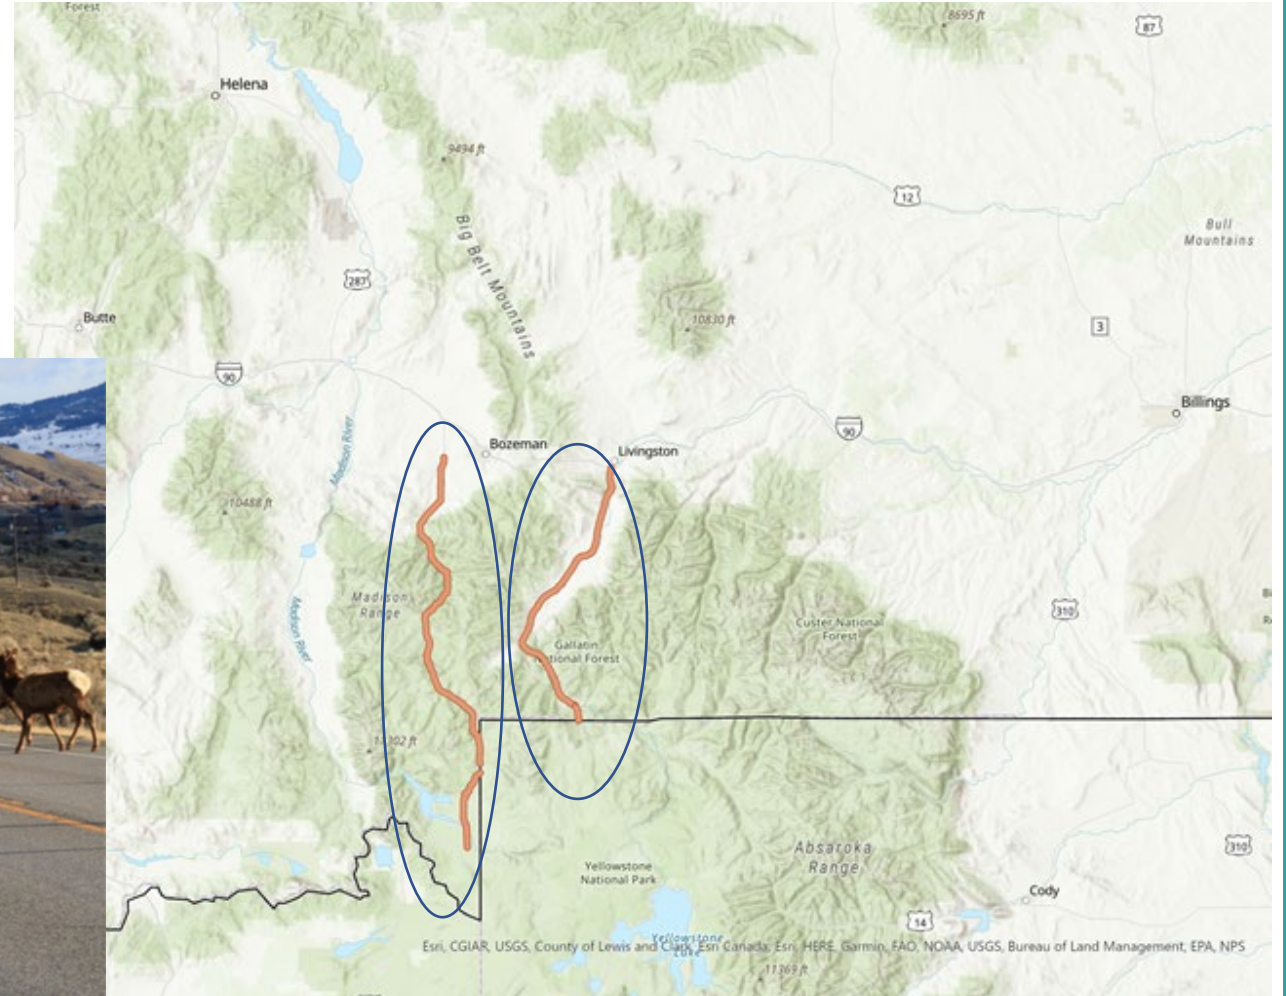 Forest
8695 ft
87
Helena
9494 ft
12
Big Belt Mountains
Bull
Mountains
287
10830 ft
Butte
3
90
Billings
90
Madison River
Bozeman
Livingston
10488 ft
Madison
Range
Madison River
310
Custer National
Forest
Gallatin
National Forest
302 ft
Absaroka
Range
310
Yellowstone
National Park
Cody
14
Yellowstone
Lake
Esri, CGIAR, USGS, County of Lewis and Clark, Esri Canada, Esri, HERE, Garmin, FAO, NOAA, USGS, Bureau of Land Management, EPA, NPS
11369 ft